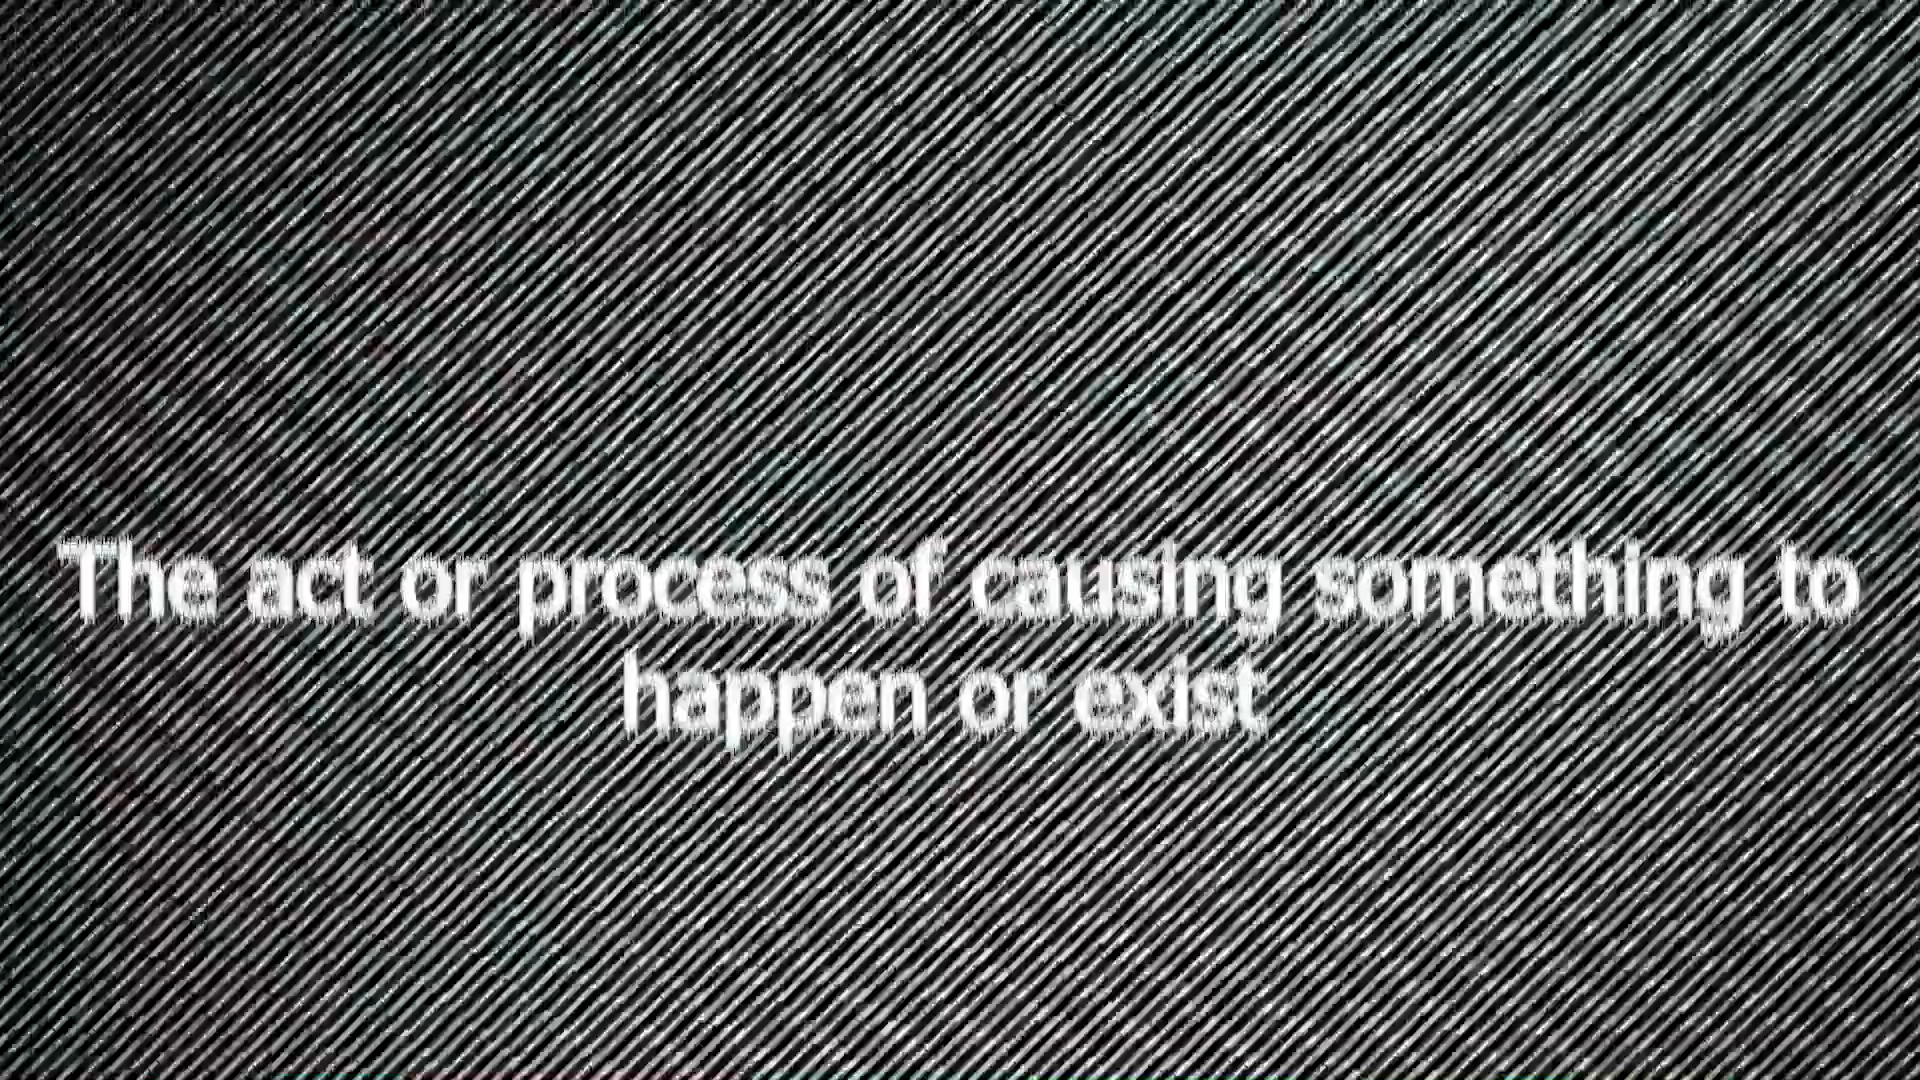 The act or process of causing something to
happen or exist